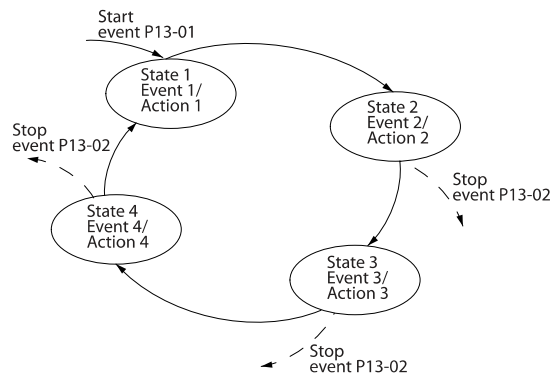 Start
event P13-01
State 1
Event 1/
Action 1
State 2
Event 2/
Action 2
Stop
event P13-02
Stop
event P13-02
State 4
Event 4/
Action 4
State 3
Event 3/
Action 3
Stop
event P13-02